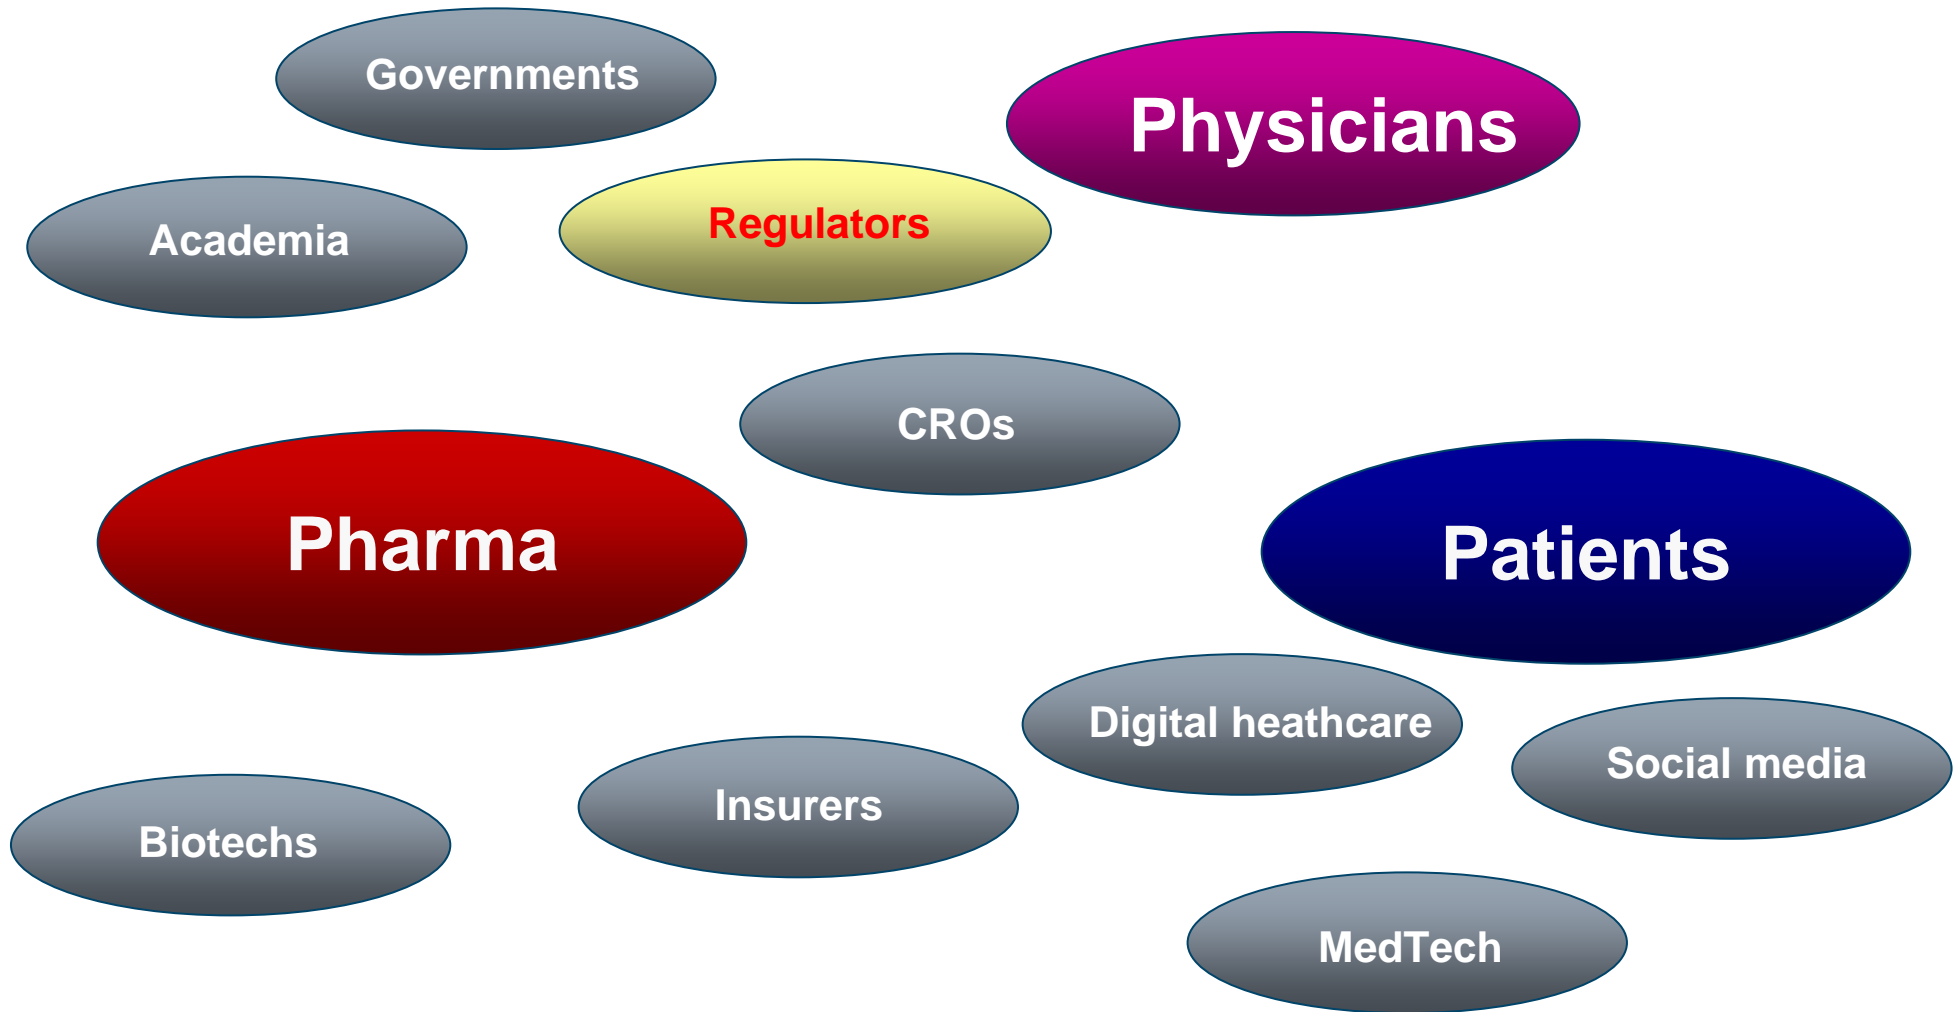 Governments
Physicians
Academia
Regulators
CROs
Pharma
Patients
Digital heathcare
Social media
Insurers
Biotechs
MedTech